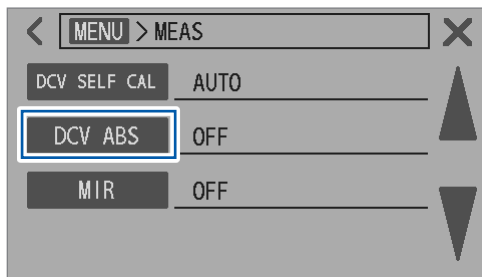 MENU > MEAS
DCV SELF CAL AUTO
DCV ABS OFF
MIR OFF